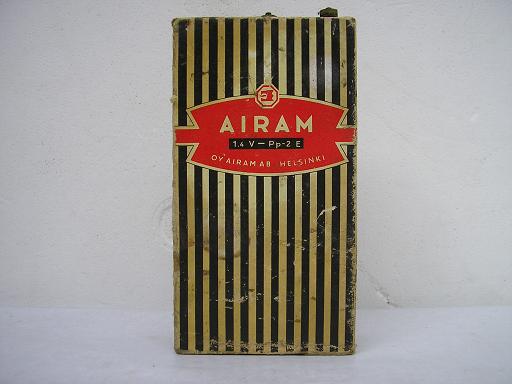 AIRAM
1.4 V — Pp-2 E
OY AIRAM AB HELSINKI